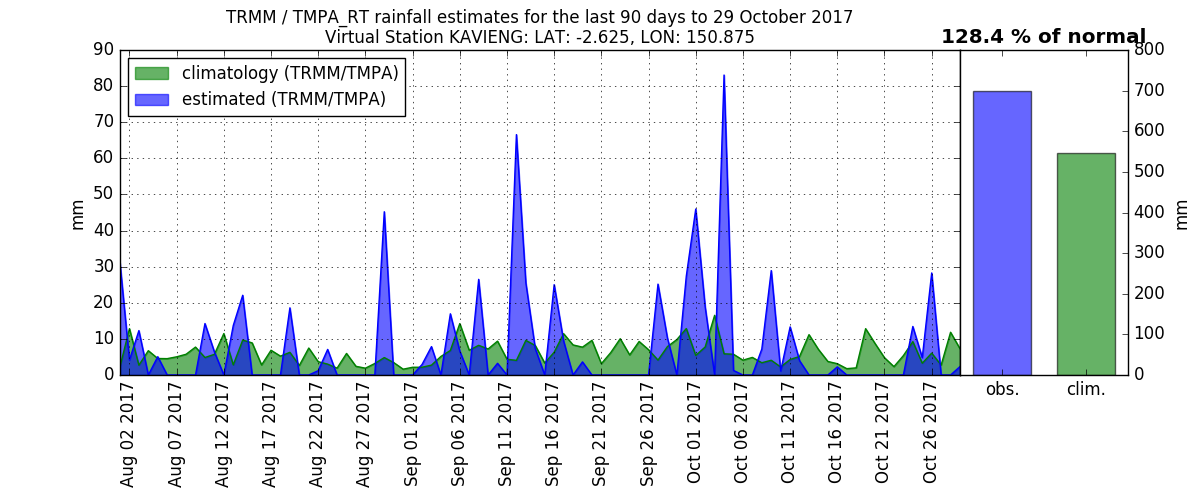 TRMM / TMPA_RT rainfall estimates for the last 90 days to 29 October 2017
Virtual Station KAVIENG: LAT: -2.625, LON: 150.875
128.4 % of normal
climatology (TRMM/TMPA)
estimated (TRMM/TMPA)
mm
90
80
70
60
50
40
30
20
10
0
Aug 02 2017
Aug 07 2017
Aug 12 2017
Aug 17 2017
Aug 22 2017
Aug 27 2017
Sep 01 2017
Sep 06 2017
Sep 11 2017
Sep 16 2017
Sep 21 2017
Sep 26 2017
Oct 01 2017
Oct 06 2017
Oct 11 2017
Oct 16 2017
Oct 21 2017
Oct 26 2017
obs.
clim.
800
700
600
500
400
300
200
100
0
mm